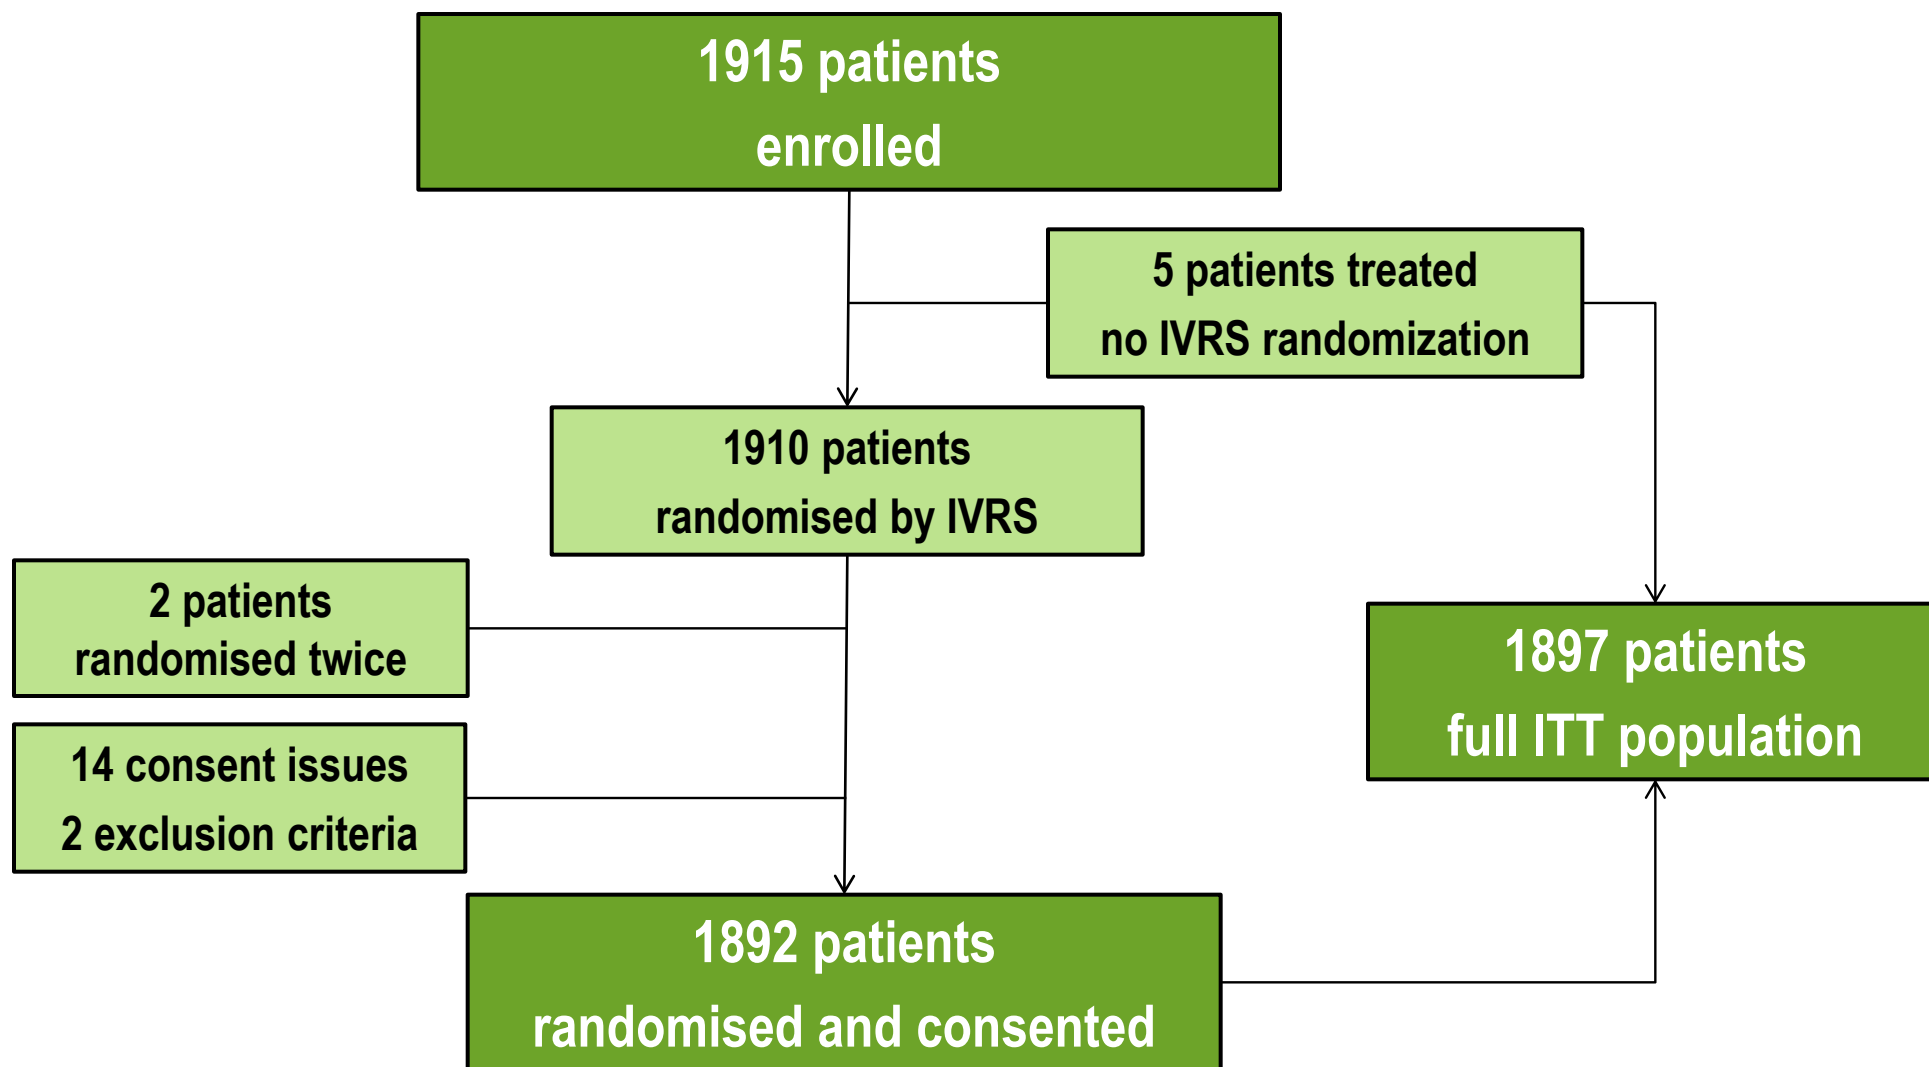 1915 patients
enrolled
5 patients treated
no IVRS randomization
1910 patients
randomised by IVRS
2 patients
randomised twice
14 consent issues
2 exclusion criteria
1897 patients
full ITT population
1892 patients
randomised and consented